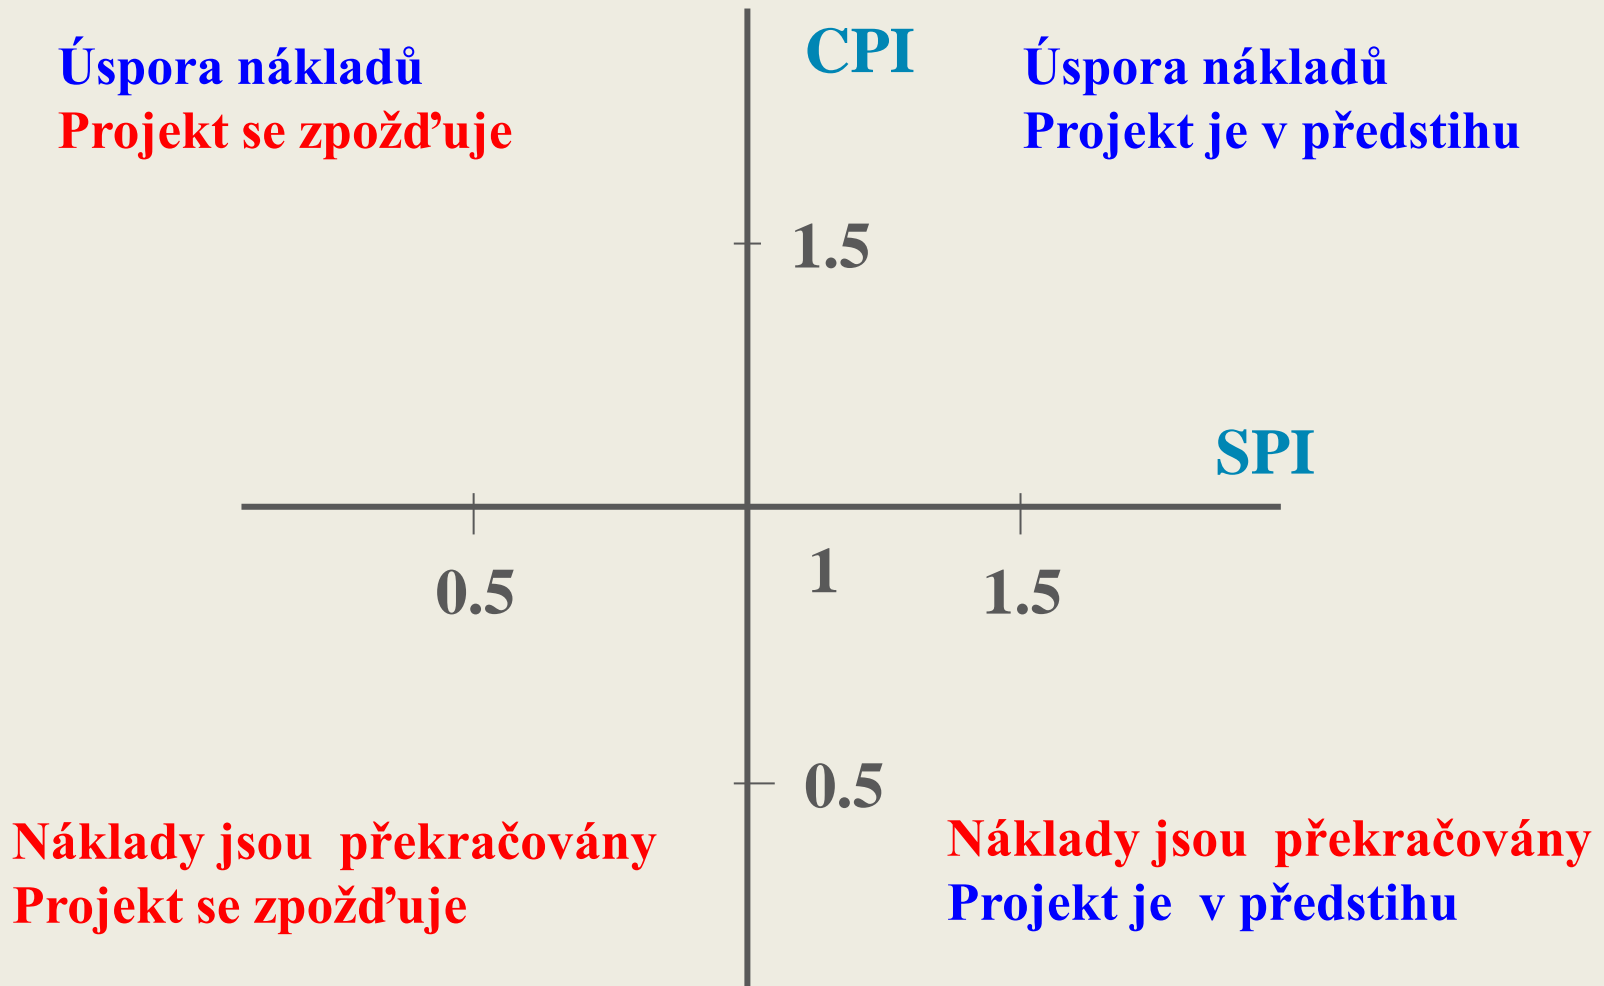 CPI
Úspora nákladů
Projekt se zpožďuje
Úspora nákladů
Projekt je v předstihu
1.5
SPI
0.5
1
1.5
0.5
Náklady jsou překračovány
Projekt se zpožďuje
Náklady jsou překračovány
Projekt je v předstihu